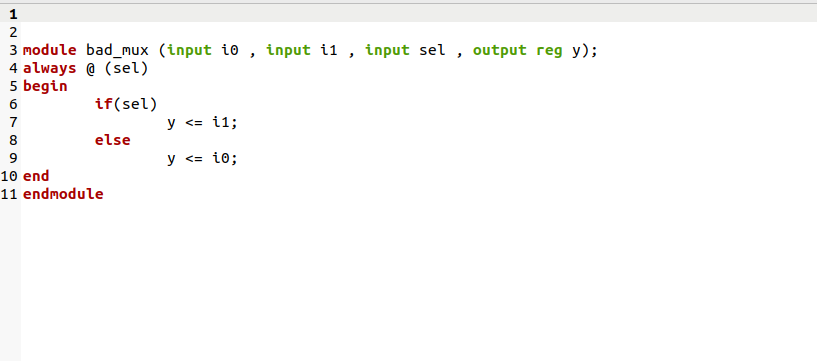 1
2
3 module bad_mux (input i0 , input i1 , input sel , output reg y);
4 always @ (sel)
5 begin
6         if(sel)
7                 y <= i1;
8         else
9                 y <= i0;
10 end
11 endmodule